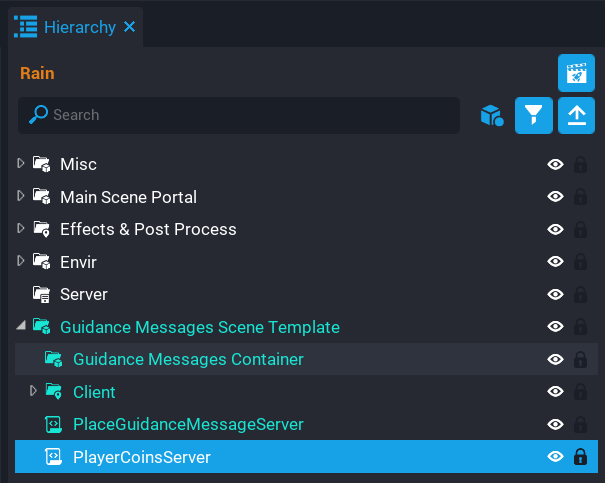 Hierarchy
Rain
Search
Misc
Main Scene Portal
Effects & Post Process
Envir
Server
Guidance Messages Scene Template
Guidance Messages Container
Client
PlaceGuidanceMessageServer
PlayerCoinsServer